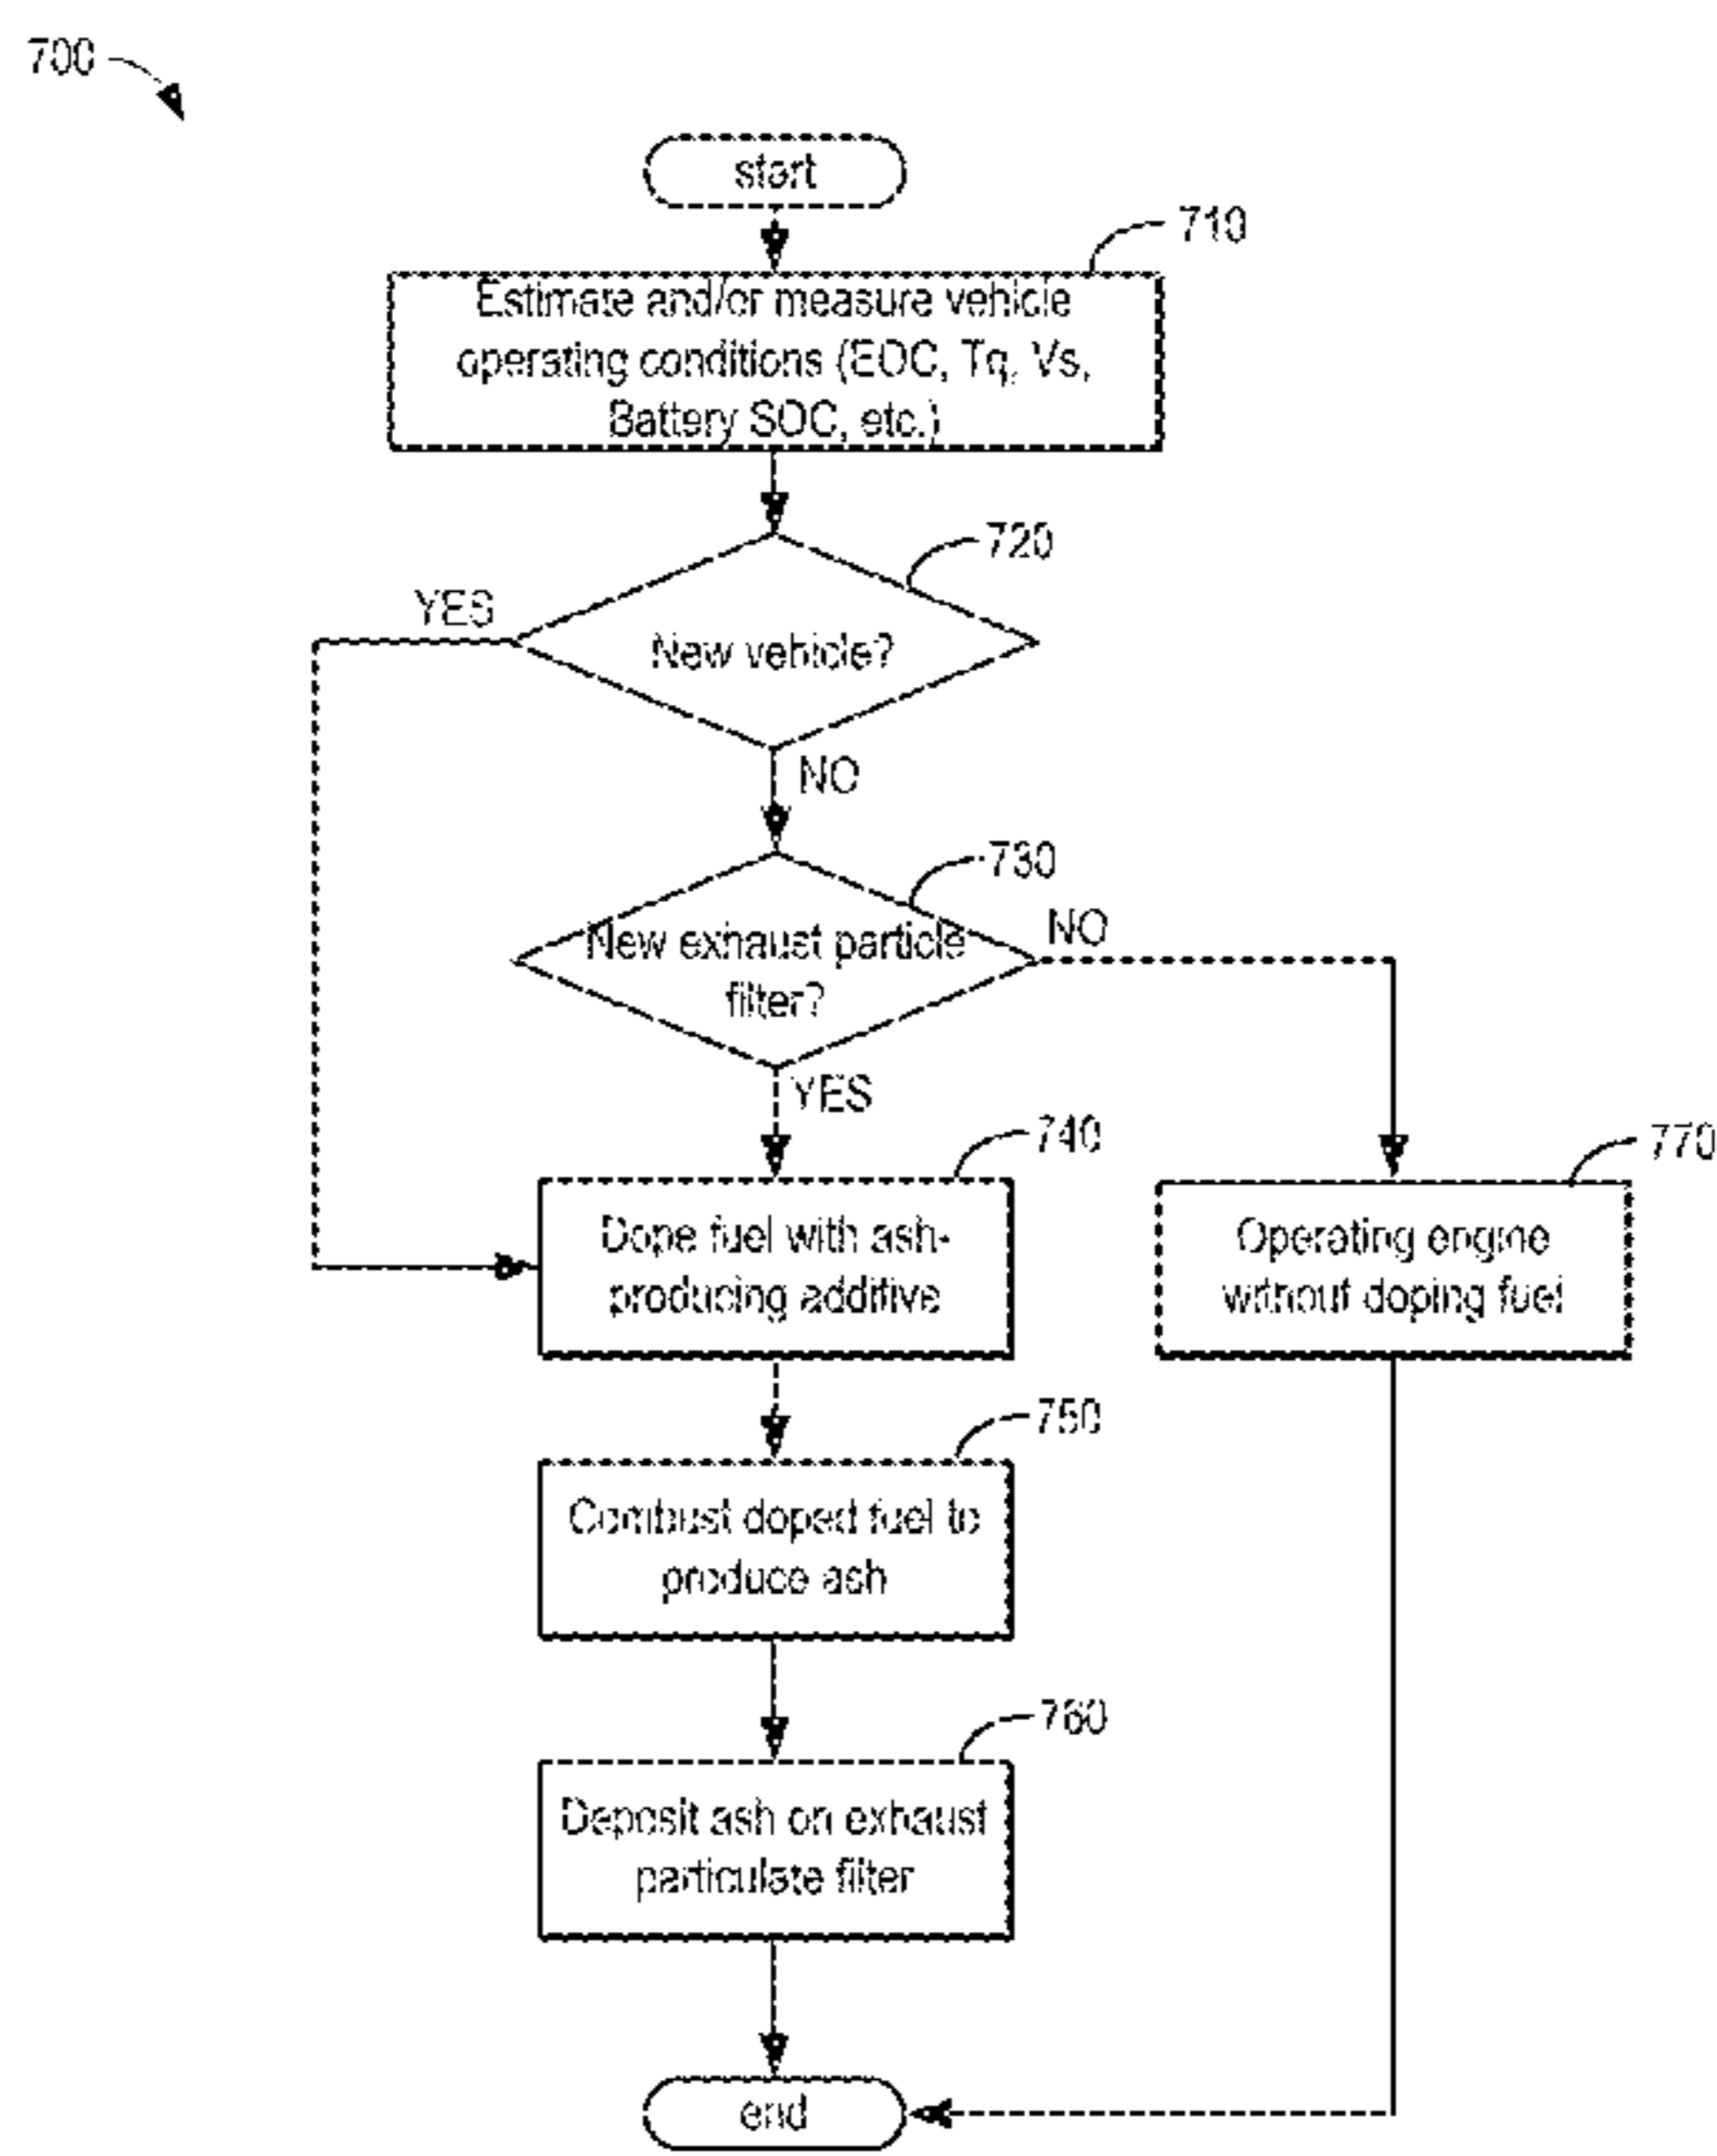 700
start
710
Estimate and/or measure vehicle
operating conditions (EOC, Tq, Vs,
Battery SOC, etc.)
720
YES
New vehicle?
NO
730
New exhaust particle
filter?
NO
YES
740
770
Dope fuel with ash-
producing additive
Operating engine
without doping fuel
750
Combust doped fuel to
produce ash
760
Deposit ash on exhaust
particulate filter
end